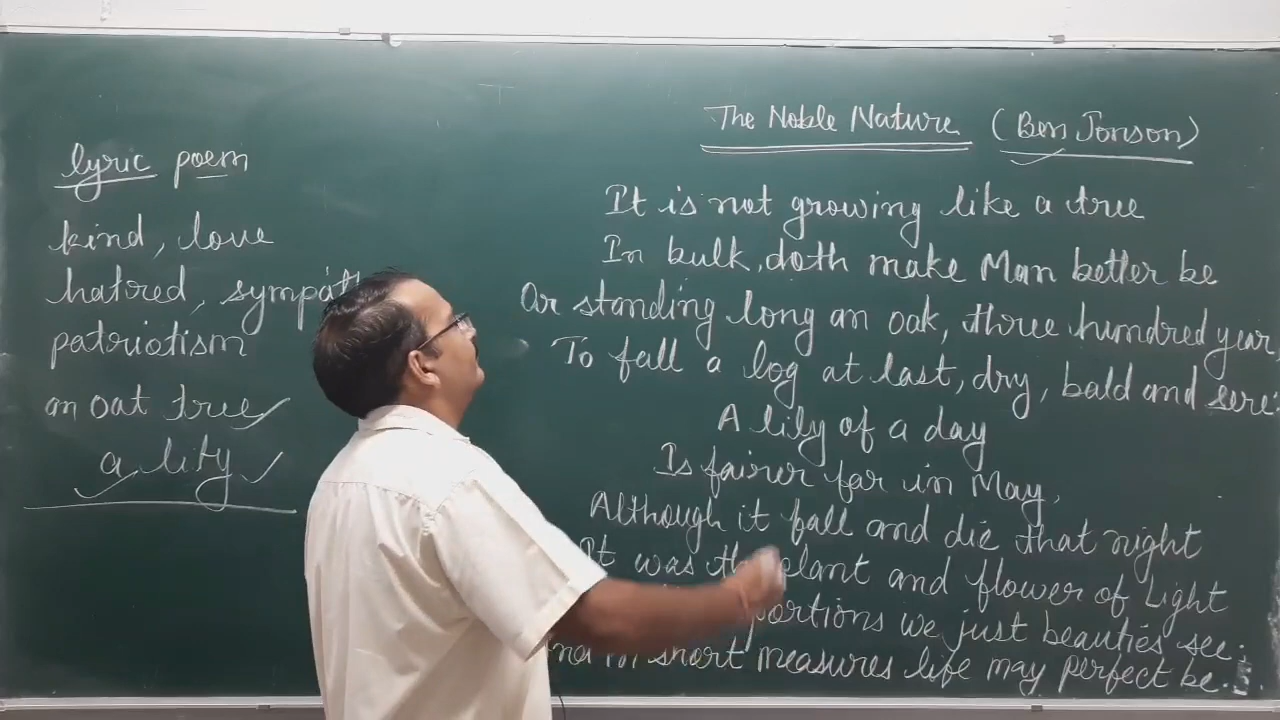 lyric poem
kind, love
hatred, sympath
patriotism
an oat tree
a lity
The Noble Nature (Ben Jonson)
It is not growing like a tree
In bulk, doth make Man better be
Or standing long an oak, three hundred year
To fall a log at last, dry, bald and sere
A lily of a day
Is fairer far in May,
Although it fall and die that night
It was the plant and flower of Light
portions we just beauties see.
in short measures life may perfect be.